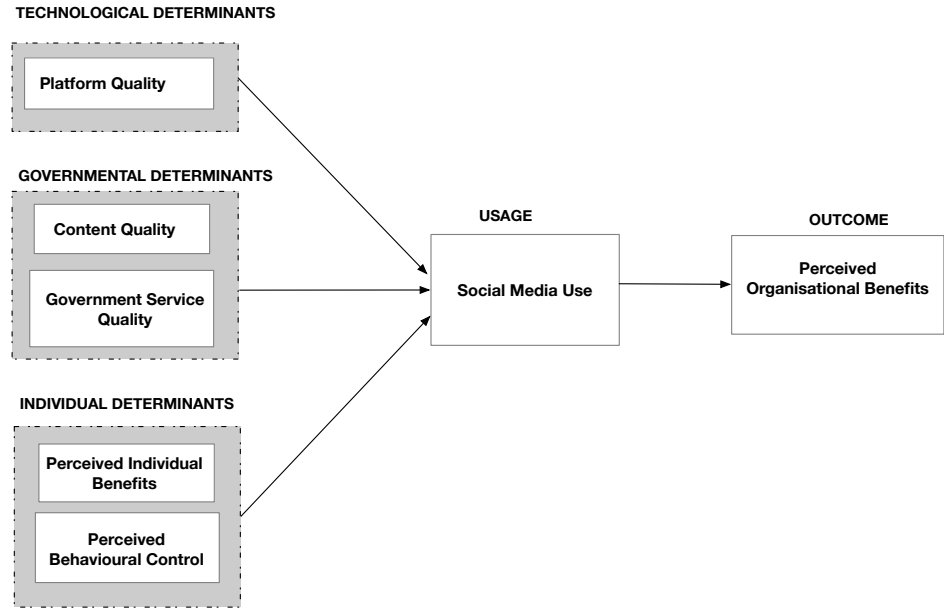 TECHNOLOGICAL DETERMINANTS
Platform Quality
GOVERNMENTAL DETERMINANTS
Content Quality
Government Service
Quality
INDIVIDUAL DETERMINANTS
Perceived Individual
Benefits
Perceived
Behavioural Control
USAGE
Social Media Use
OUTCOME
Perceived
Organisational Benefits